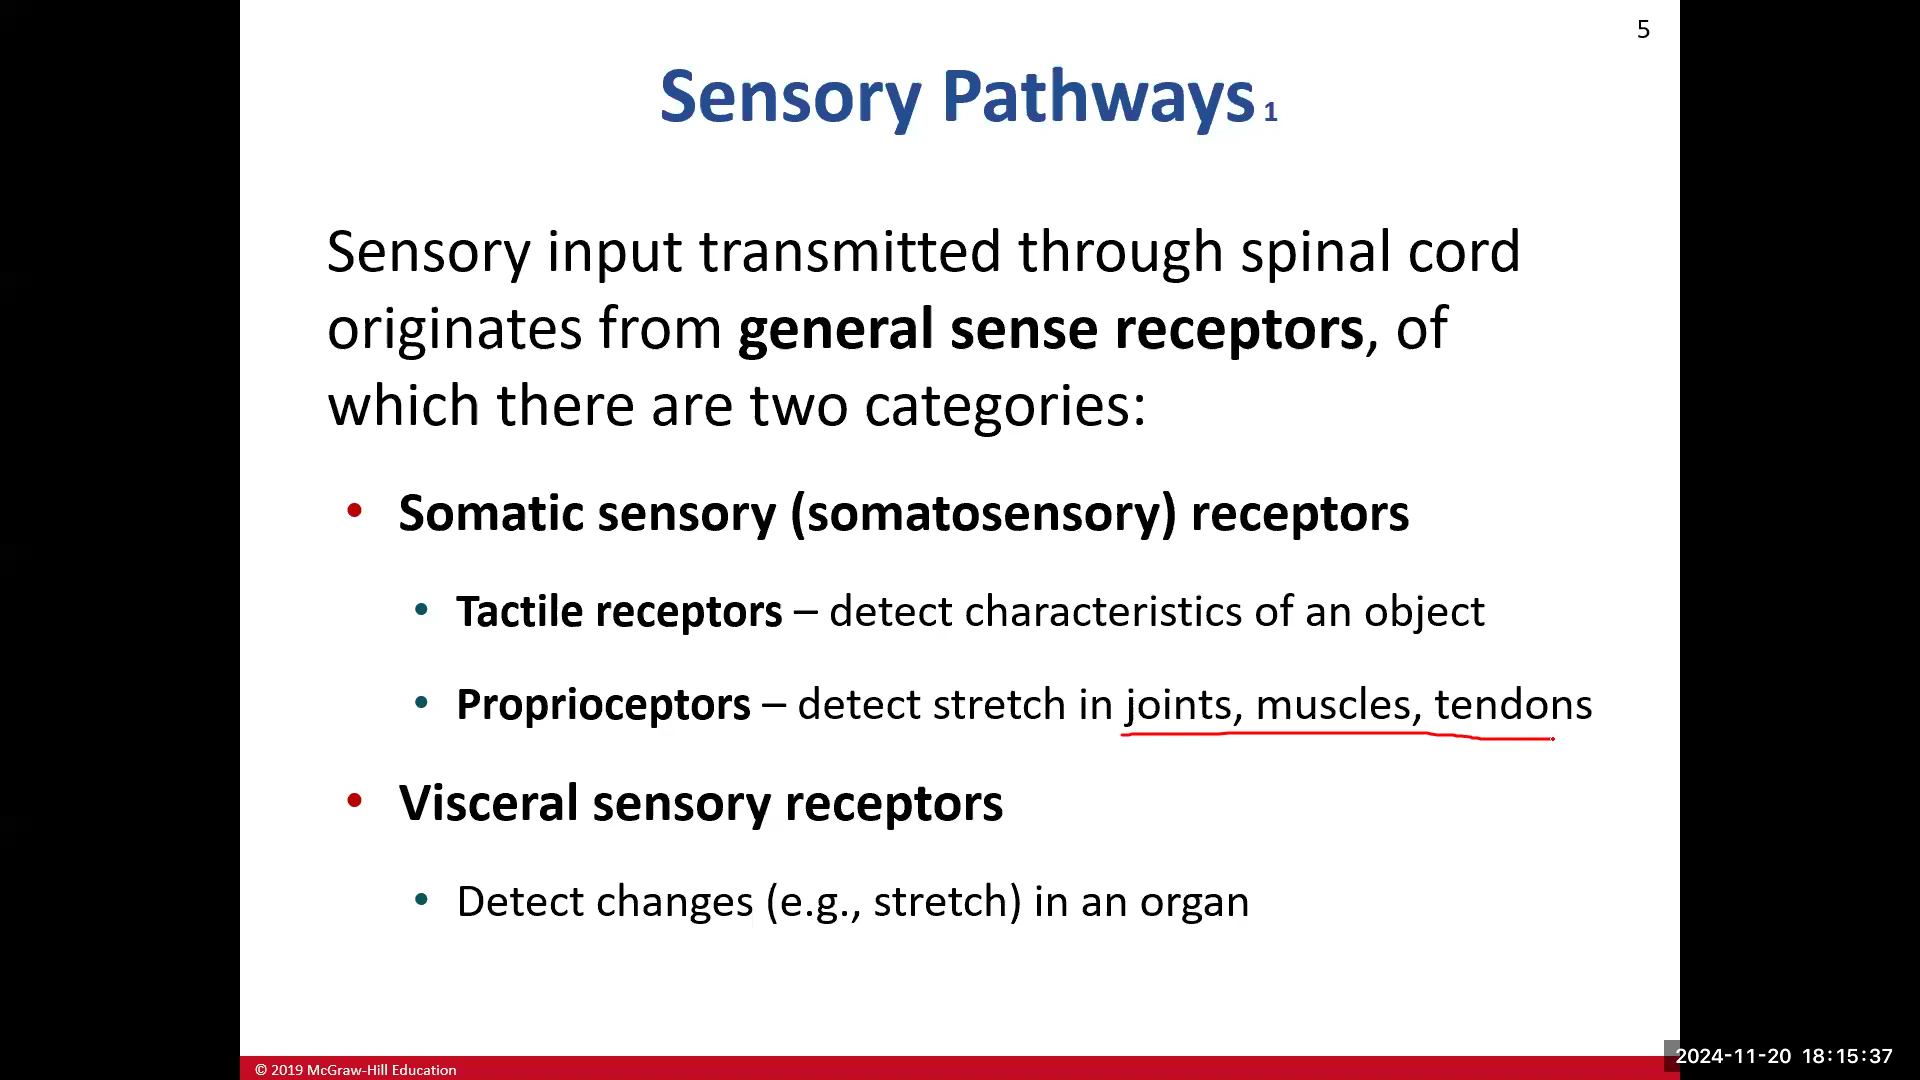 5
Sensory Pathways 1
Sensory input transmitted through spinal cord
originates from general sense receptors, of
which there are two categories:
• Somatic sensory (somatosensory) receptors
• Tactile receptors – detect characteristics of an object
• Proprioceptors – detect stretch in joints, muscles, tendons
• Visceral sensory receptors
• Detect changes (e.g., stretch) in an organ
© 2019 McGraw-Hill Education
2024-11-20 18:15:37